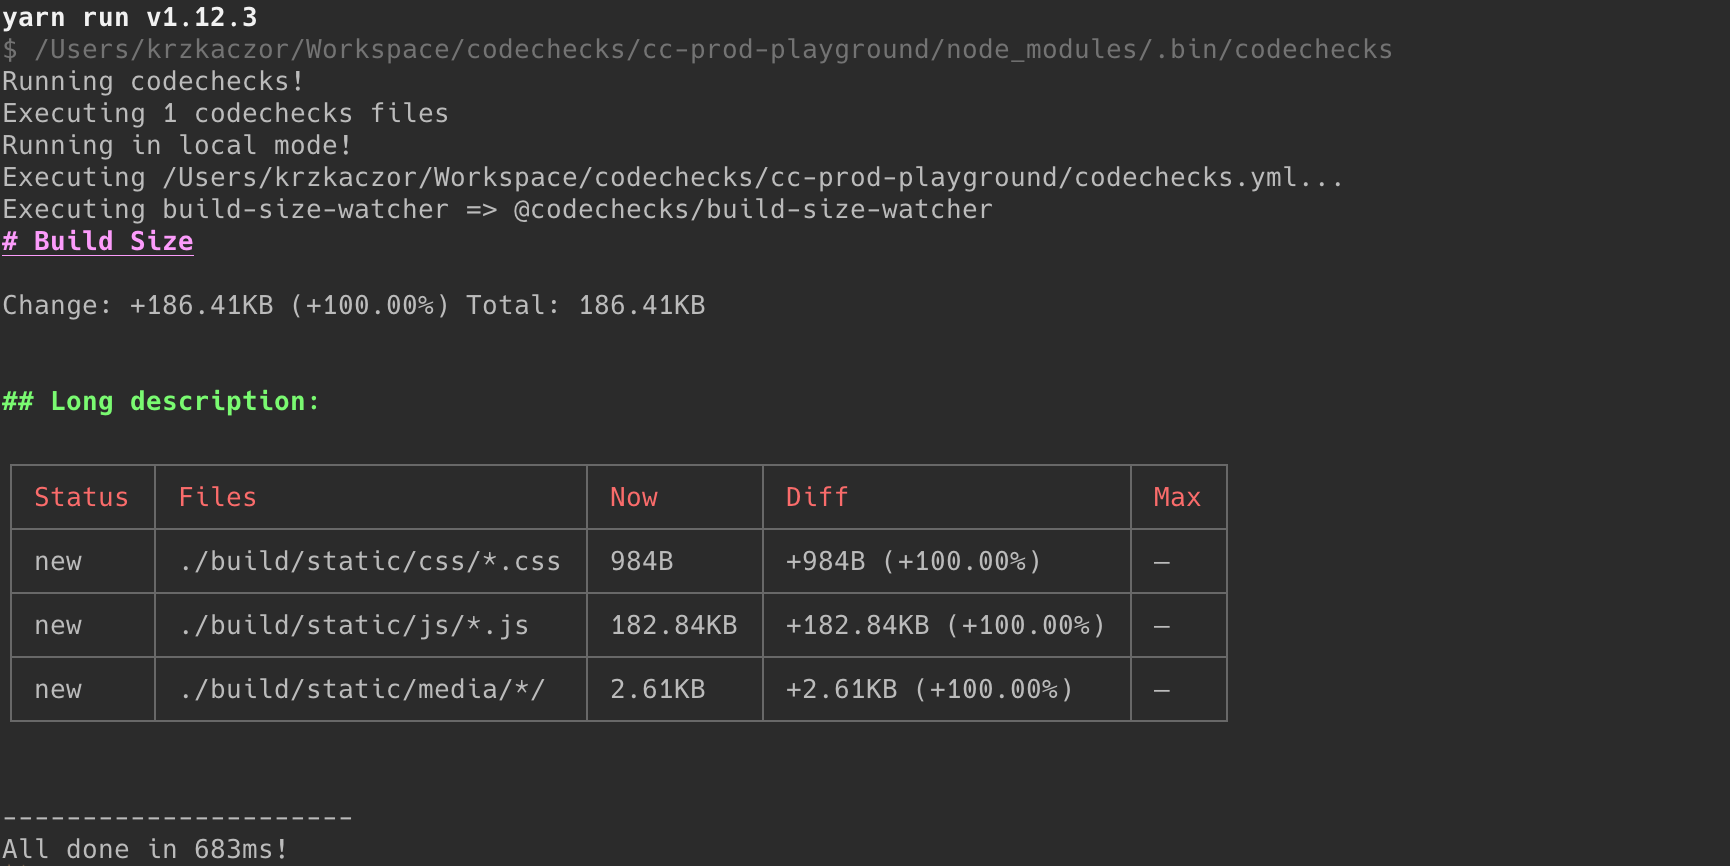 yarn run v1.12.3
$ /Users/krzkaczor/Workspace/codechecks/cc-prod-playground/node_modules/.bin/codechecks
Running codechecks!
Executing 1 codechecks files
Running in local mode!
Executing /Users/krzkaczor/Workspace/codechecks/cc-prod-playground/codechecks.yml...
Executing build-size-watcher => @codechecks/build-size-watcher
# Build Size
Change: +186.41KB (+100.00%) Total: 186.41KB
## Long description:
Status Files Now Diff Max
new ./build/static/css/*.css 984B +984B (+100.00%) —
new ./build/static/js/*.js 182.84KB +182.84KB (+100.00%) —
new ./build/static/media/*/ 2.61KB +2.61KB (+100.00%) —
----------------------
All done in 683ms!